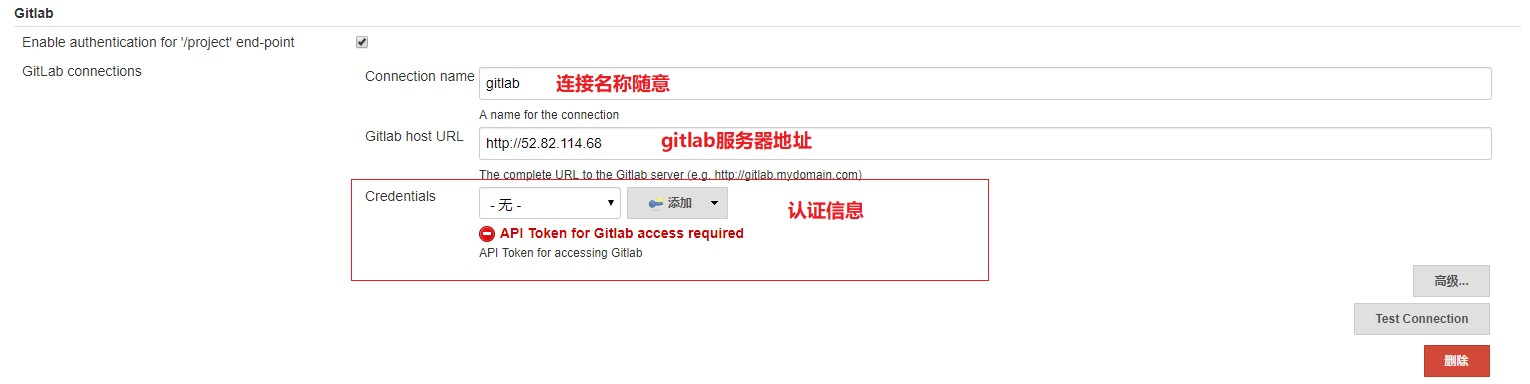 Gitlab
Enable authentication for '/project' end-point
GitLab connections
Connection name
gitlab
连接名称随意
A name for the connection
Gitlab host URL
http://52.82.114.68
gitlab服务器地址
The complete URL to the Gitlab server (e.g. http://gitlab.mydomain.com)
Credentials
- 无 -
添加
认证信息
API Token for Gitlab access required
API Token for accessing Gitlab
高级...
Test Connection
删除